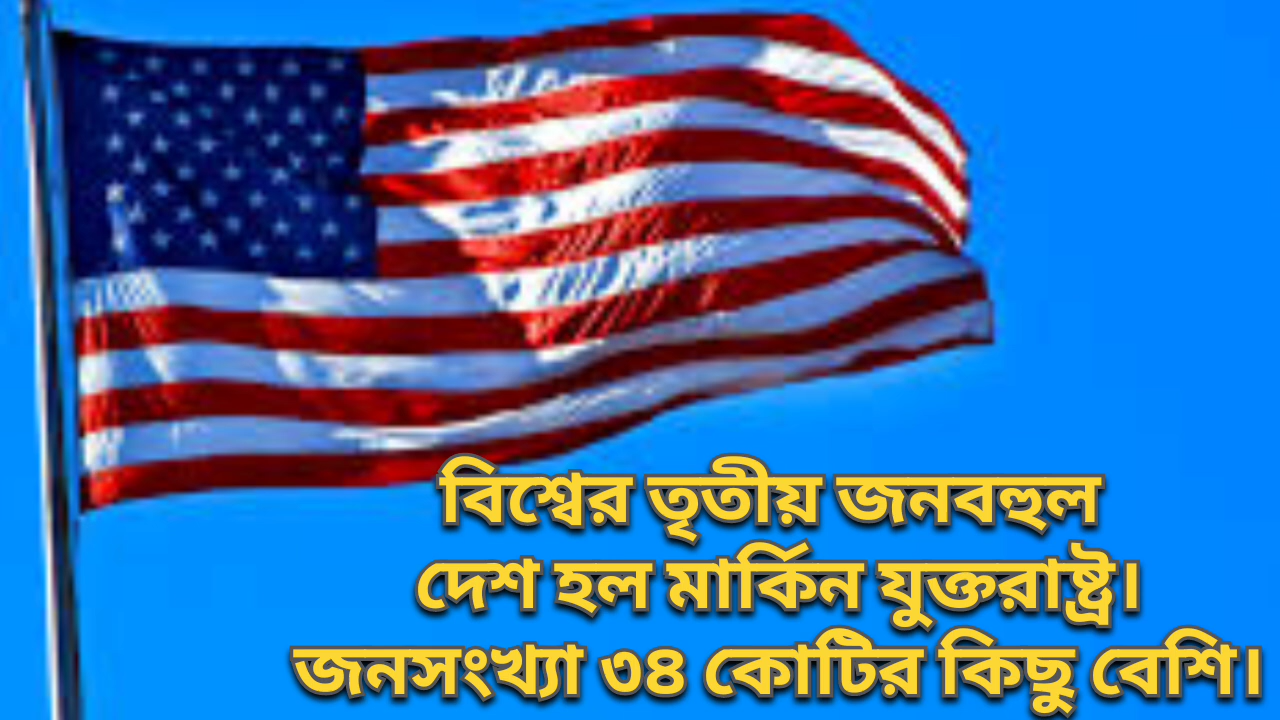 বিশ্বের তৃতীয় জনবহুল
দেশ হল মার্কিন যুক্তরাষ্ট্র।
জনসংখ্যা ৩৪ কোটির কিছু বেশি।